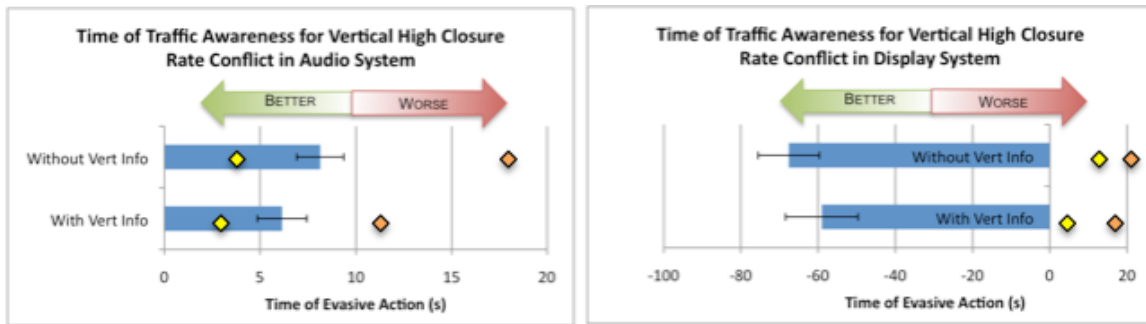 Time of Traffic Awareness for Vertical High Closure
Rate Conflict in Audio System
BETTER
WORSE
Without Vert Info
With Vert Info
0
5
10
15
20
Time of Evasive Action (s)
Time of Traffic Awareness for Vertical High Closure
Rate Conflict in Display System
BETTER
WORSE
Without Vert Info
With Vert Info
-100
-80
-60
-40
-20
0
20
Time of Evasive Action (s)